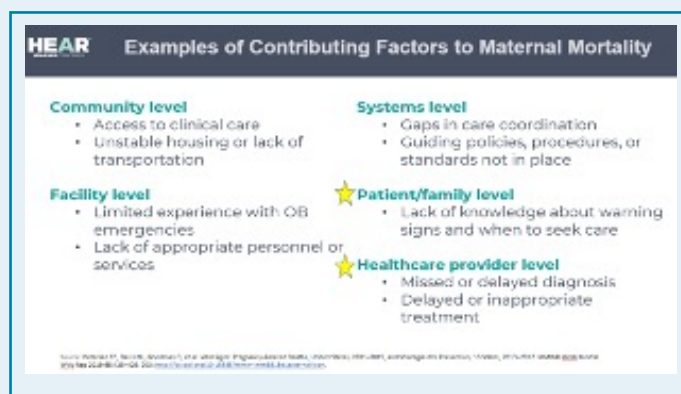 HEAR
Examples of Contributing Factors to Maternal Mortality
Community level
• Access to clinical care
• Unstable housing or lack of
transportation
Facility level
• Limited experience with OB
emergencies
• Lack of appropriate personnel or
services
Systems level
• Gaps in care coordination
• Guiding policies, procedures, or
standards not in place
Patient/family level
• Lack of knowledge about warning
signs and when to seek care
Healthcare provider level
• Missed or delayed diagnosis
• Delayed or inappropriate
treatment